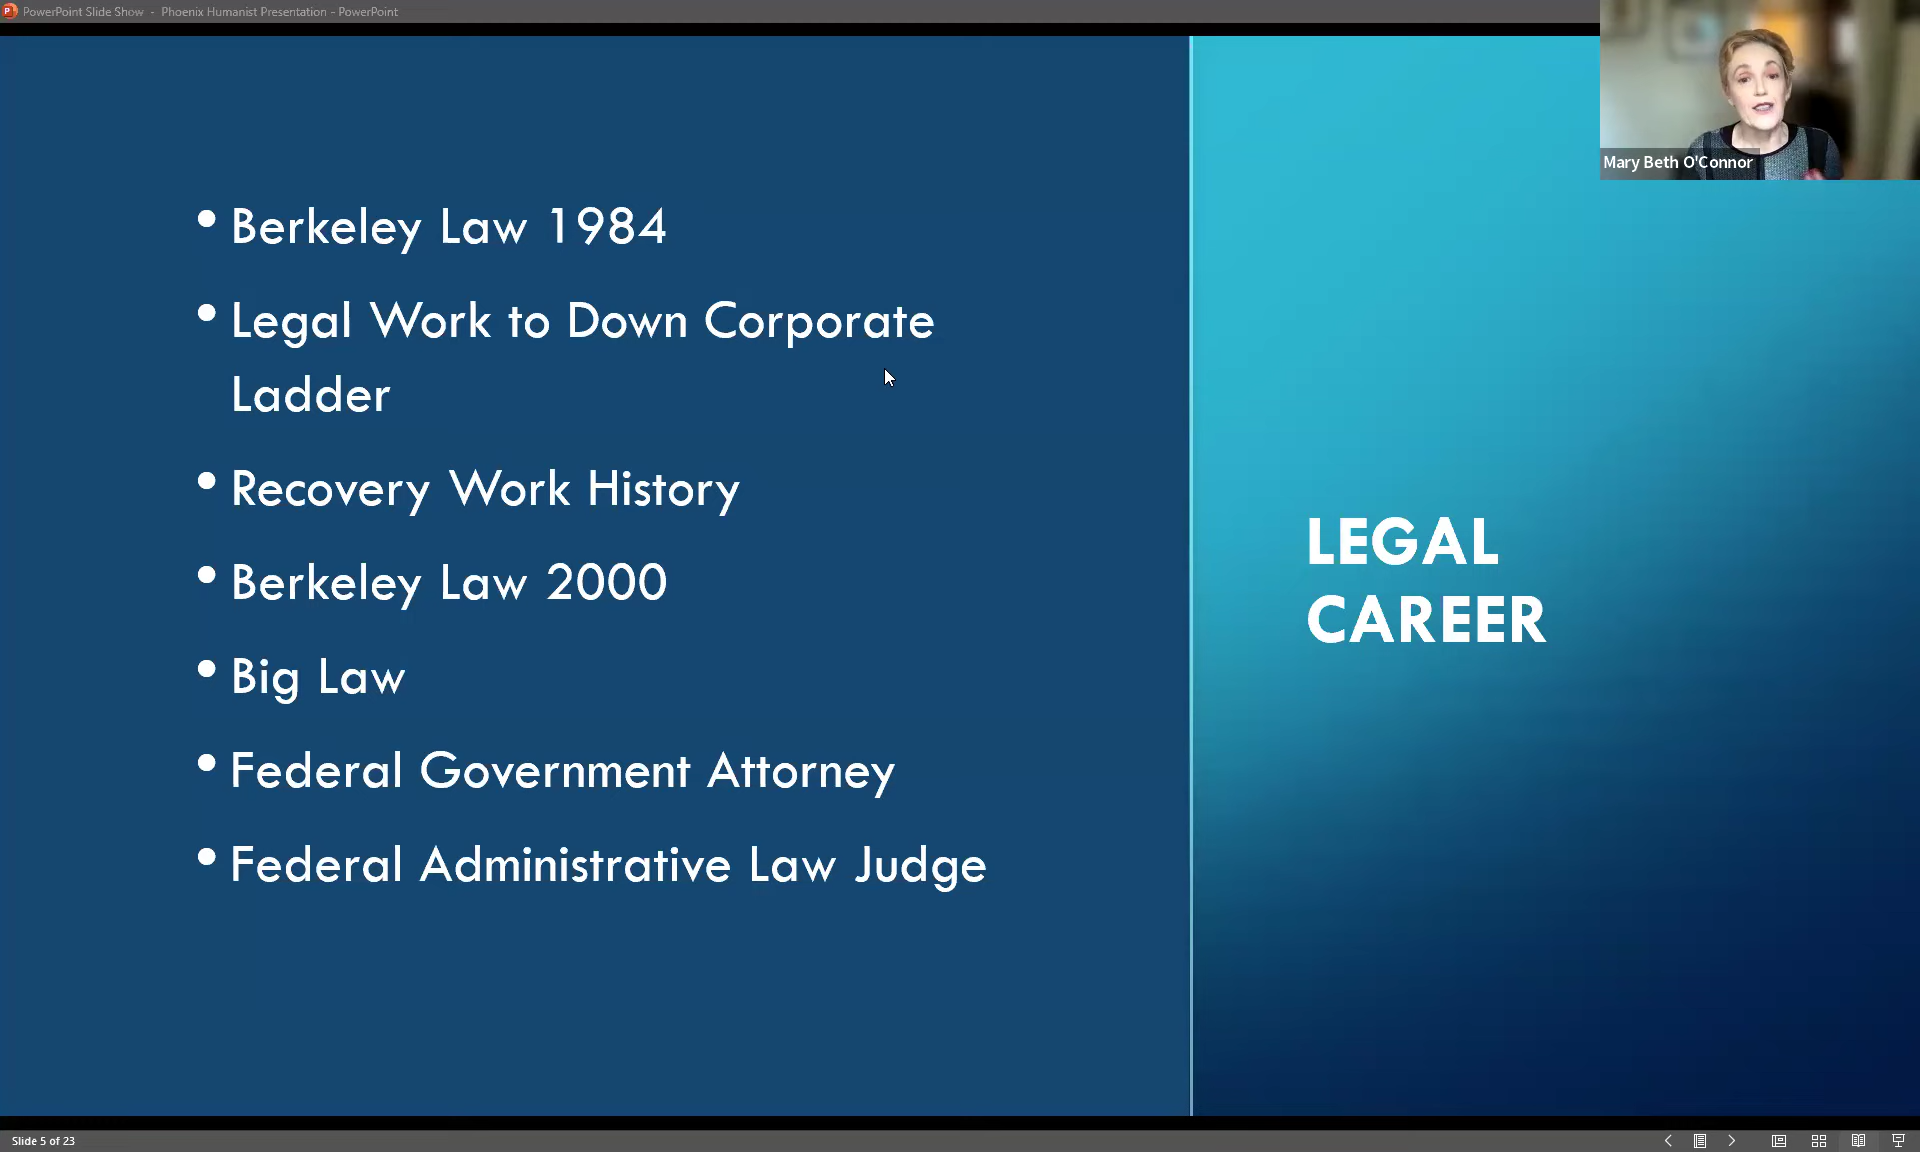 PowerPoint Slide Show - Phoenix Humanist Presentation - PowerPoint
Mary Beth O'Connor
• Berkeley Law 1984
• Legal Work to Down Corporate
Ladder
• Recovery Work History
• Berkeley Law 2000
• Big Law
• Federal Government Attorney
• Federal Administrative Law Judge
LEGAL
CAREER
Slide 5 of 23